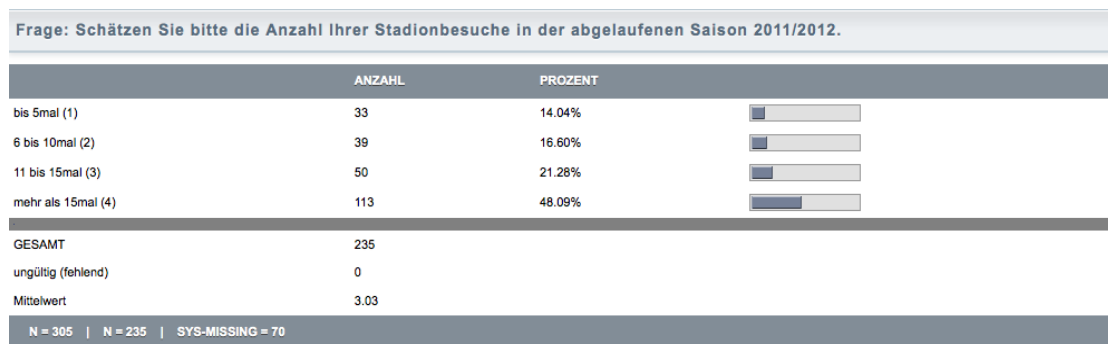 Frage: Schätzen Sie bitte die Anzahl Ihrer Stadionbesuche in der abgelaufenen Saison 2011/2012.
ANZAHL PROZENT
bis 5mal (1) 33 14.04%
6 bis 10mal (2) 39 16.60%
11 bis 15mal (3) 50 21.28%
mehr als 15mal (4) 113 48.09%
GESAMT 235
ungültig (fehlend) 0
Mittelwert 3.03
N = 305 | N = 235 | SYS-MISSING = 70